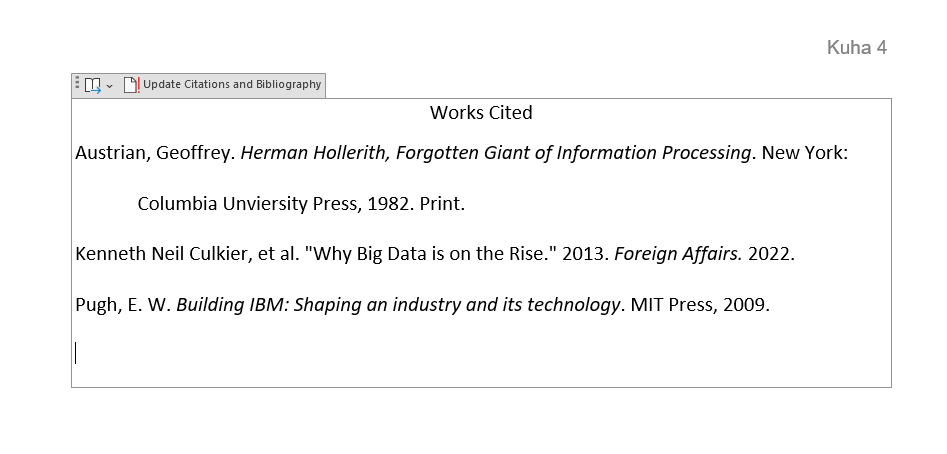 Kuha 4
Update Citations and Bibliography
Works Cited
Austrian, Geoffrey. Herman Hollerith, Forgotten Giant of Information Processing. New York:
Columbia Unviersity Press, 1982. Print.
Kenneth Neil Culkier, et al. "Why Big Data is on the Rise." 2013. Foreign Affairs. 2022.
Pugh, E. W. Building IBM: Shaping an industry and its technology. MIT Press, 2009.